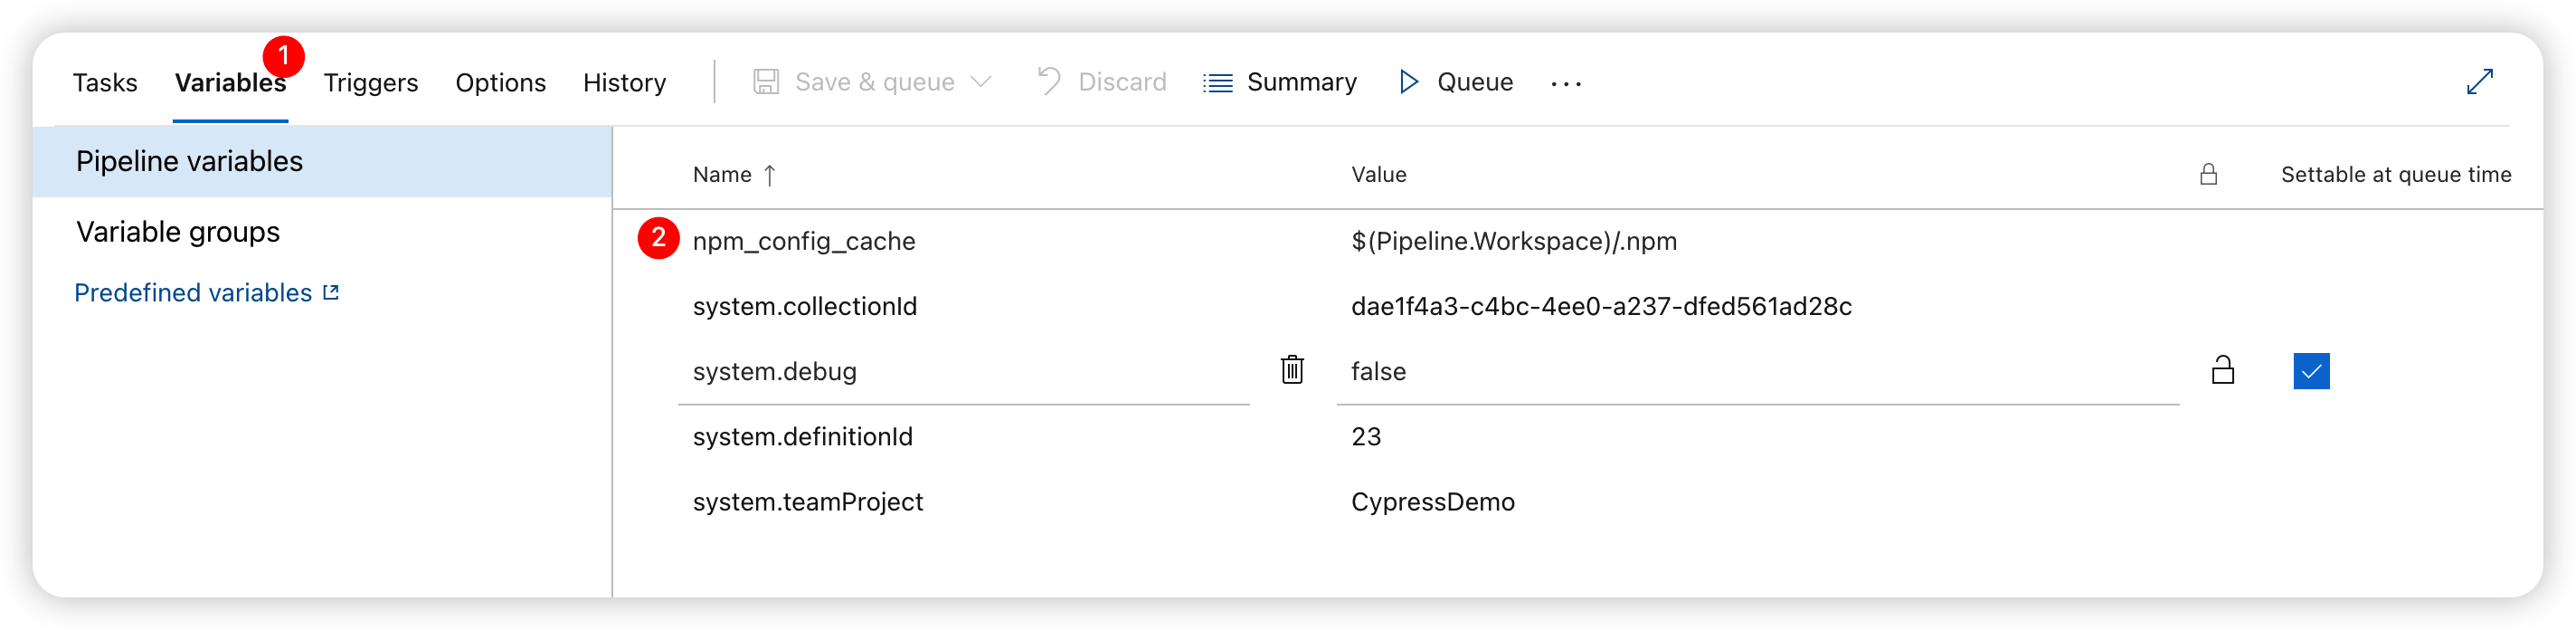 1
Tasks Variables Triggers Options History Save & queue Discard Summary Queue ...
Pipeline variables
Variable groups
Predefined variables
Name ↑ Value Settable at queue time
2 npm_config_cache $(Pipeline.Workspace)/.npm
system.collectionId dae1f4a3-c4bc-4ee0-a237-dfed561ad28c
system.debug false
system.definitionId 23
system.teamProject CypressDemo